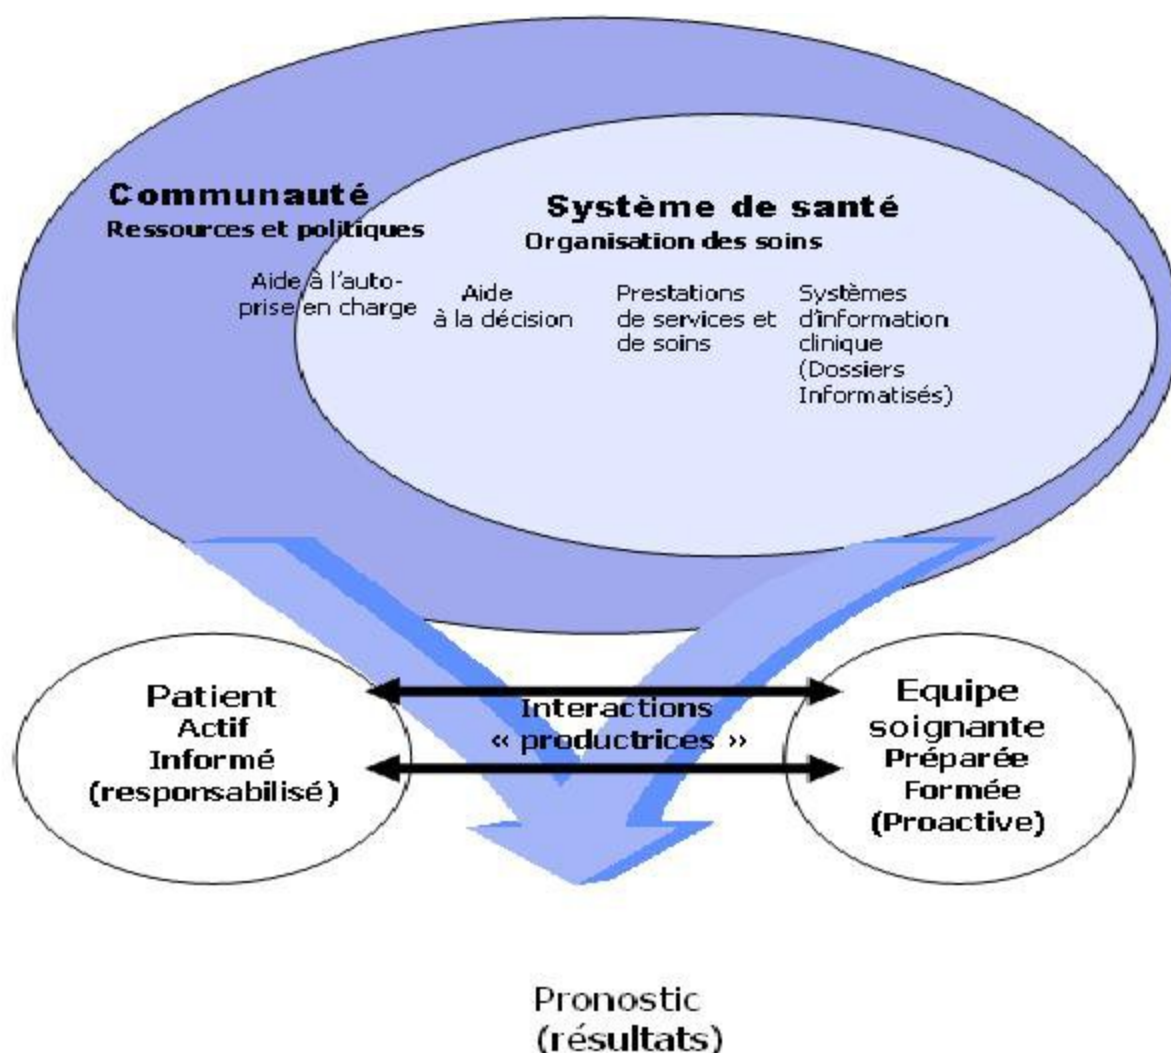 Communauté
Ressources et politiques
Système de santé
Organisation des soins
Aide à l'auto-
prise en charge
Aide
à la décision
Prestations
de services et
de soins
Systèmes
d'information
clinique
(Dossiers
Informatisés)
Patient
Actif
Informé
(responsabilisé)
Interactions
« productrices »
Equipe
soignante
Préparée
Formée
(Proactive)
Pronostic
(résultats)